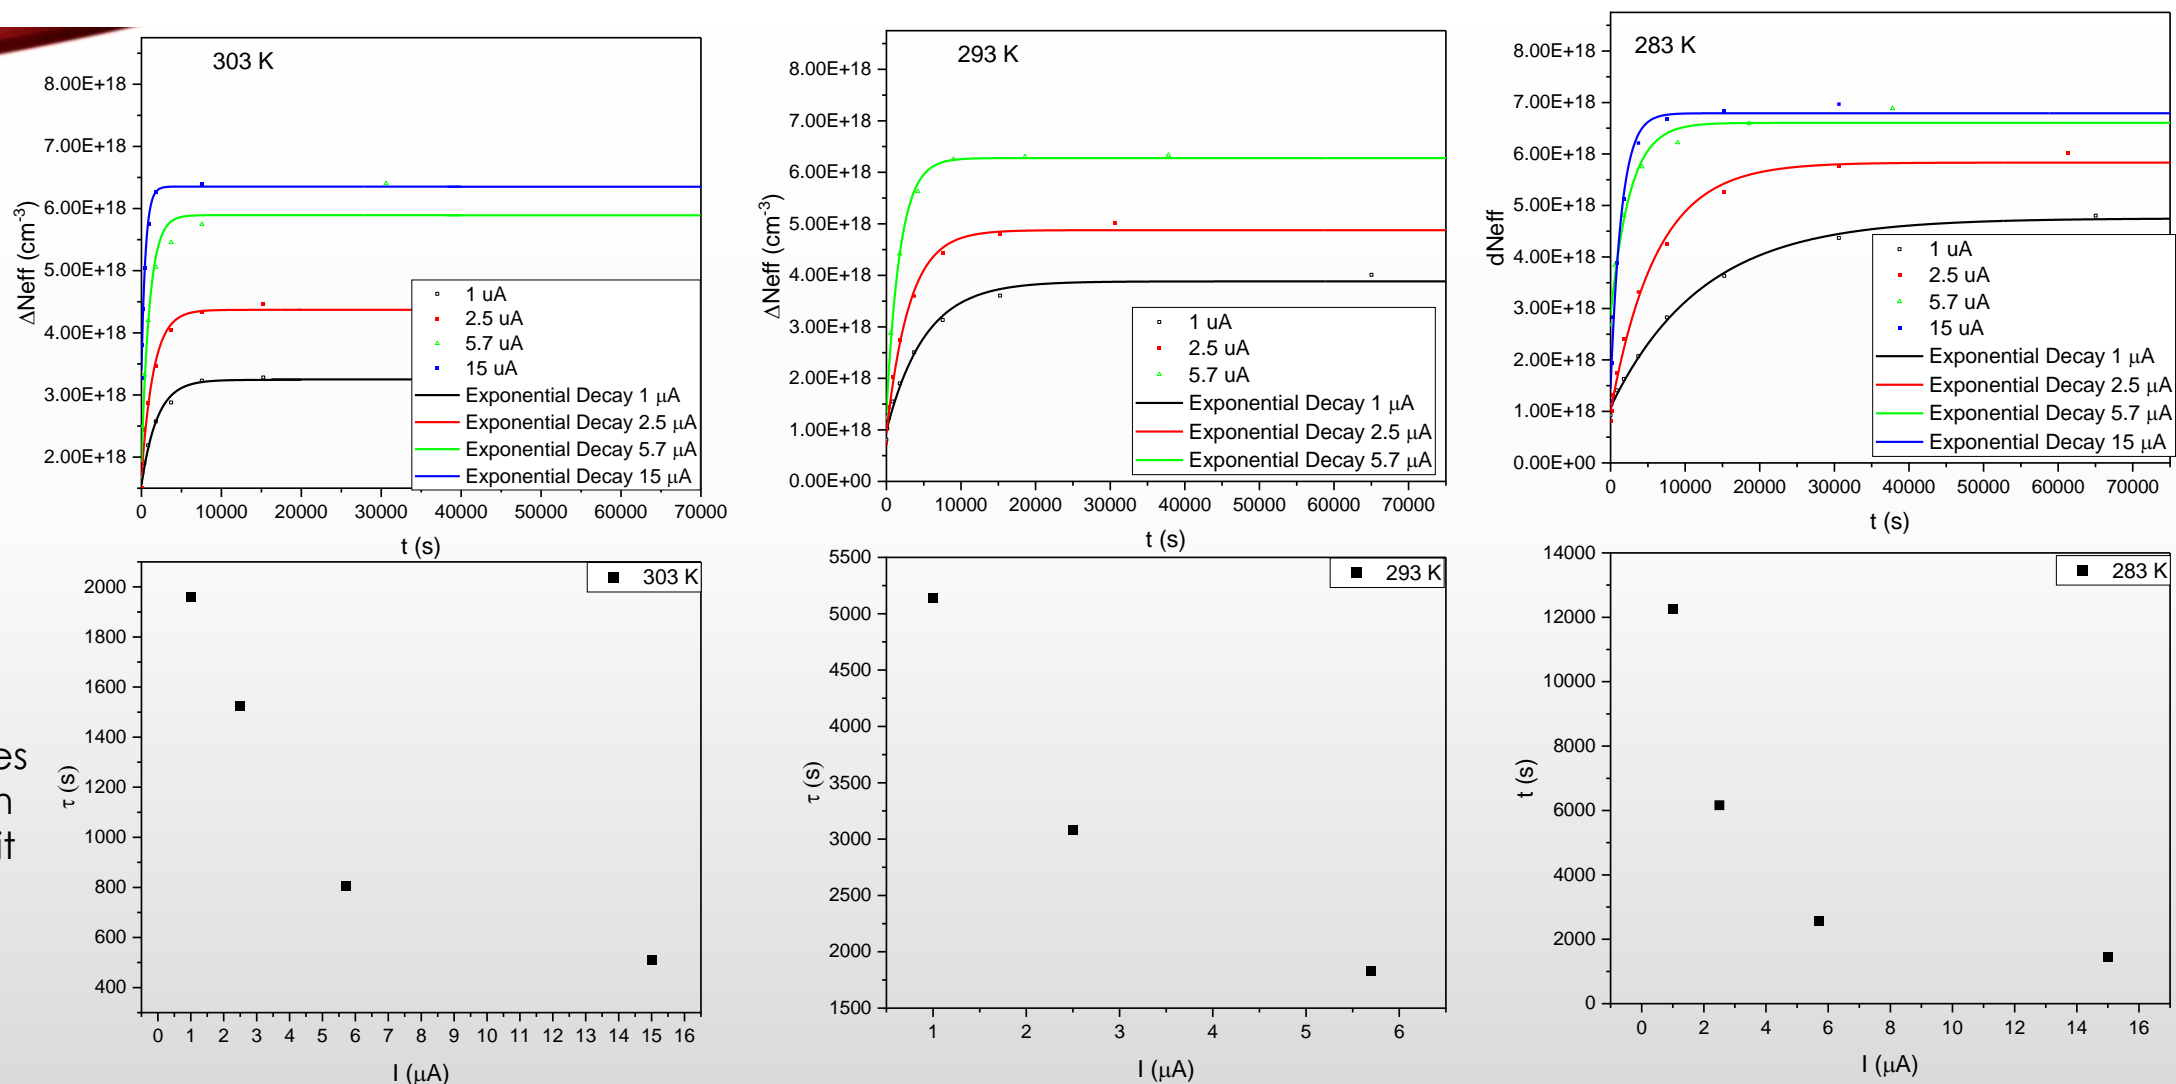 303 K
8.00E+18
7.00E+18
6.00E+18
5.00E+18
4.00E+18
3.00E+18
2.00E+18
ΔNeff (cm-3)
1 uA
2.5 uA
5.7 uA
15 uA
Exponential Decay 1 μA
Exponential Decay 2.5 μA
Exponential Decay 5.7 μA
Exponential Decay 15 μA
0 10000 20000 30000 40000 50000 60000 70000
t (s)
293 K
8.00E+18
7.00E+18
6.00E+18
5.00E+18
4.00E+18
3.00E+18
2.00E+18
1.00E+18
0.00E+00
ΔNeff (cm-3)
1 uA
2.5 uA
5.7 uA
Exponential Decay 1 μA
Exponential Decay 2.5 μA
Exponential Decay 5.7 μA
0 10000 20000 30000 40000 50000 60000 70000
t (s)
283 K
8.00E+18
7.00E+18
6.00E+18
5.00E+18
4.00E+18
3.00E+18
2.00E+18
1.00E+18
0.00E+00
dNeff
1 uA
2.5 uA
5.7 uA
15 uA
Exponential Decay 1 μA
Exponential Decay 2.5 μA
Exponential Decay 5.7 μA
Exponential Decay 15 μA
0 10000 20000 30000 40000 50000 60000 70000
t (s)
es
it
303 K
2000
1800
1600
1400
1200
1000
800
600
400
τ (s)
0 1 2 3 4 5 6 7 8 9 10 11 12 13 14 15 16
I (μA)
293 K
5500
5000
4500
4000
3500
3000
2500
2000
1500
τ (s)
1 2 3 4 5 6
I (μA)
283 K
14000
12000
10000
8000
6000
4000
2000
0
t (s)
0 2 4 6 8 10 12 14 16
I (μA)